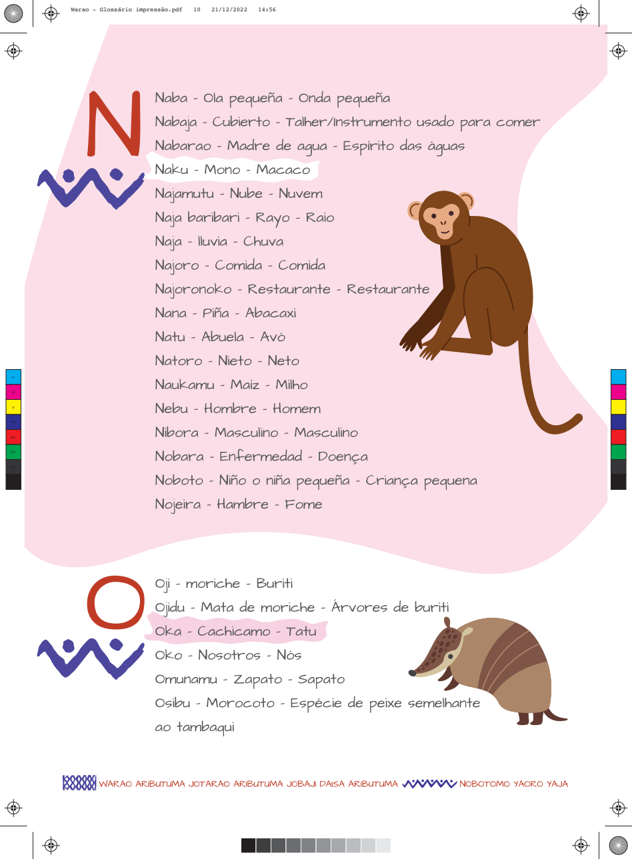 Warao - Glossário impressão.pdf 10 21/12/2022 14:56
N
Naba - Ola pequeña - Onda pequeña
Nabaja - Cubierto - Talher/Instrumento usado para comer
Nabarao - Madre de agua - Espírito das águas
Naku - Mono - Macaco
Najamutu - Nube - Nuvem
Naja baribari - Rayo - Raio
Naja - lluvia - Chuva
Najoro - Comida - Comida
Najoronoko - Restaurante - Restaurante
Nana - Piña - Abacaxi
Natu - Abuela - Avó
Natoro - Nieto - Neto
Naukamu - Maíz - Milho
Nebu - Hombre - Homem
Nibora - Masculino - Masculino
Nobara - Enfermedad - Doença
Noboto - Niño o niña pequeña - Criança pequena
Nojeira - Hambre - Fome
O
Oji - moriche - Buriti
Ojidu - Mata de moriche - Árvores de buriti
Oka - Cachicamo - Tatu
Oko - Nosotros - Nós
Omunamu - Zapato - Sapato
Osibu - Morocoto - Espécie de peixe semelhante
ao tambaqui
WARAO ARIBUTUMA JOTARAO ARIBUTUMA JOBAJI DAISA ARIBUTUMA NOBOTOMO YAORO YAJA